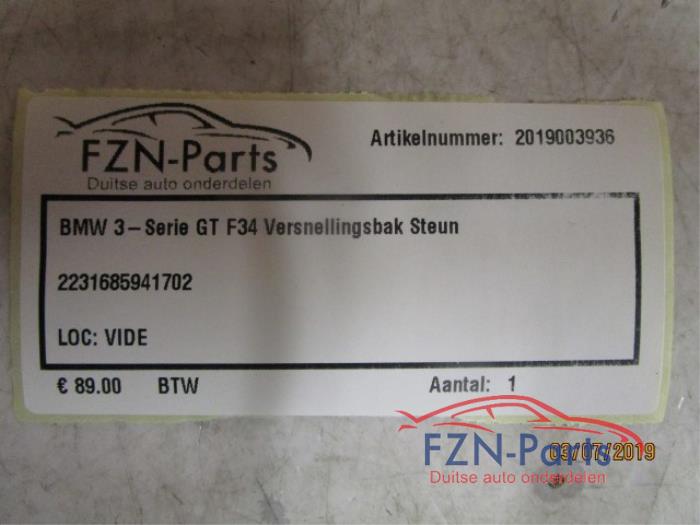 FZN-Parts
Duitse auto onderdelen
Artikelnummer: 2019003936
BMW 3-Serie GT F34 Versnellingsbak Steun
2231685941702
LOC: VIDE
€ 89.00 BTW Aantal: 1
03/07/2019
FZN-Parts
Duitse auto onderdelen